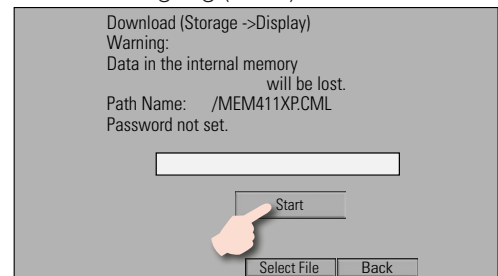 Download (Storage ->Display)
Warning:
Data in the internal memory
will be lost.
Path Name: /MEM411XP.CML
Password not set.
Start
Select File Back